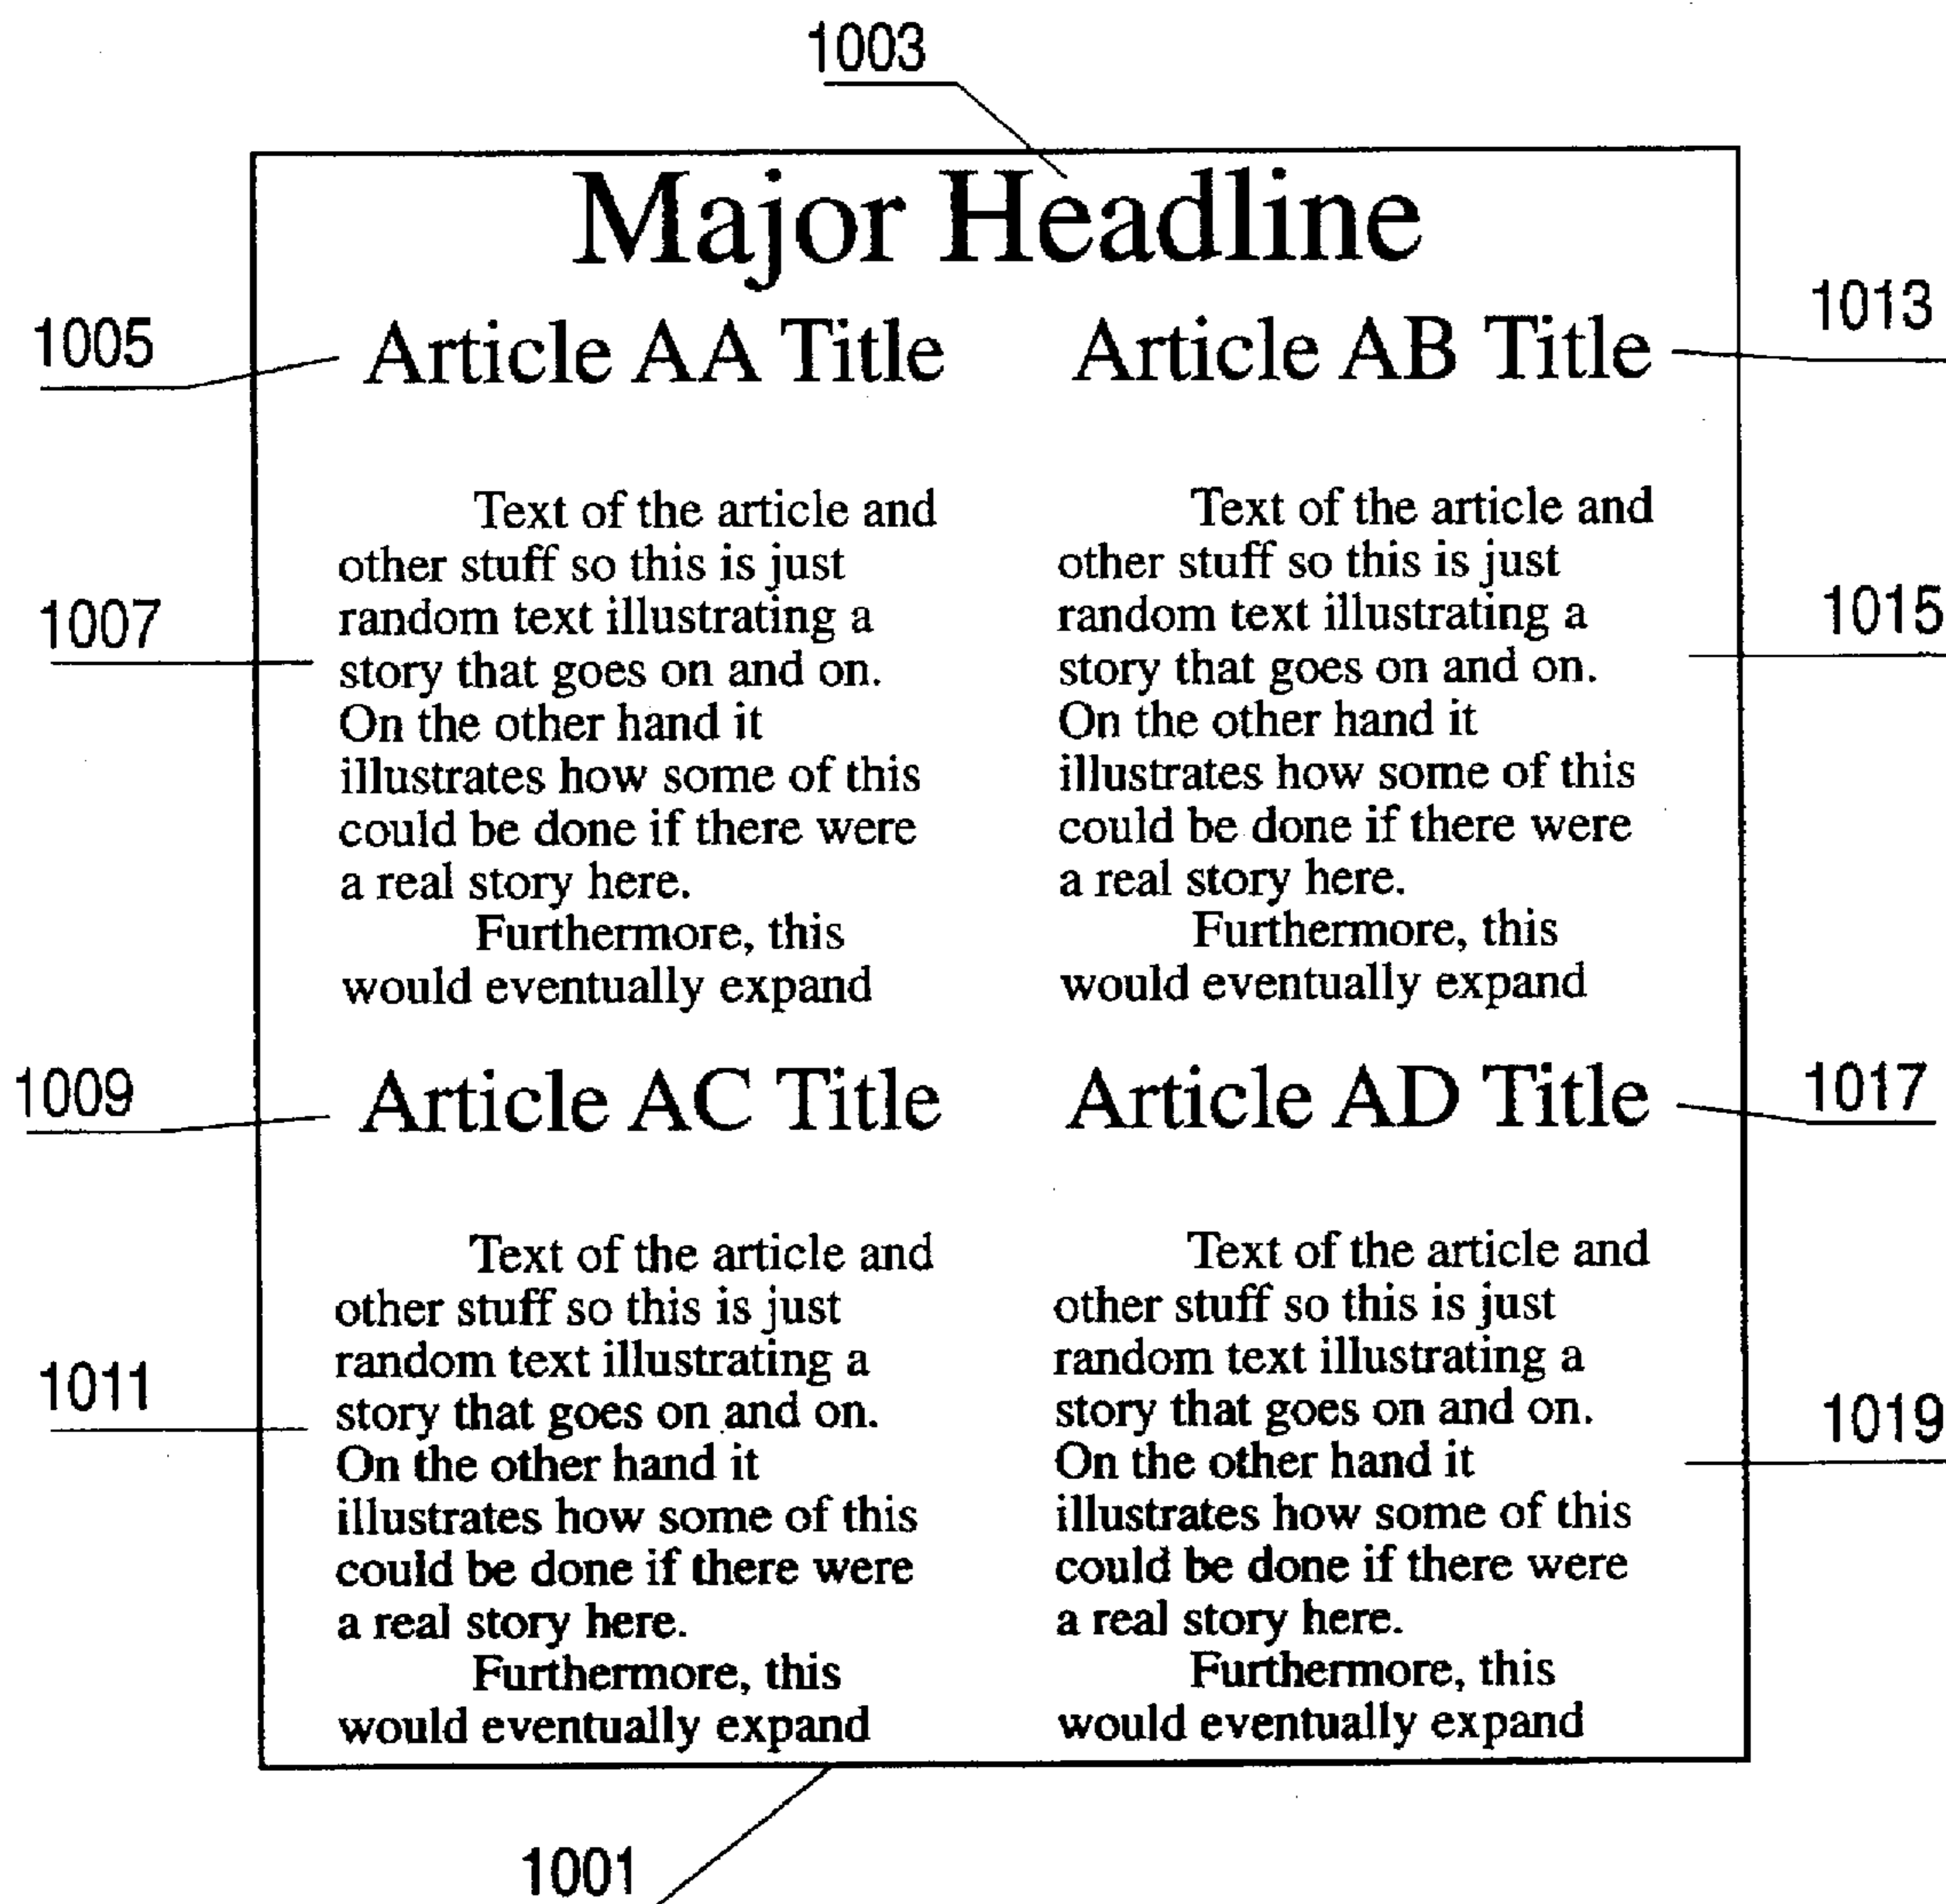 1003
Major Headline
1005
Article AA Title
1007
Text of the article and
other stuff so this is just
random text illustrating a
story that goes on and on.
On the other hand it
illustrates how some of this
could be done if there were
a real story here.
Furthermore, this
would eventually expand
1009
Article AC Title
1011
Text of the article and
other stuff so this is just
random text illustrating a
story that goes on and on.
On the other hand it
illustrates how some of this
could be done if there were
a real story here.
Furthermore, this
would eventually expand
Article AB Title
1013
Text of the article and
other stuff so this is just
random text illustrating a
story that goes on and on.
On the other hand it
illustrates how some of this
could be done if there were
a real story here.
Furthermore, this
would eventually expand
1015
Article AD Title
1017
Text of the article and
other stuff so this is just
random text illustrating a
story that goes on and on.
On the other hand it
illustrates how some of this
could be done if there were
a real story here.
Furthermore, this
would eventually expand
1019
1001